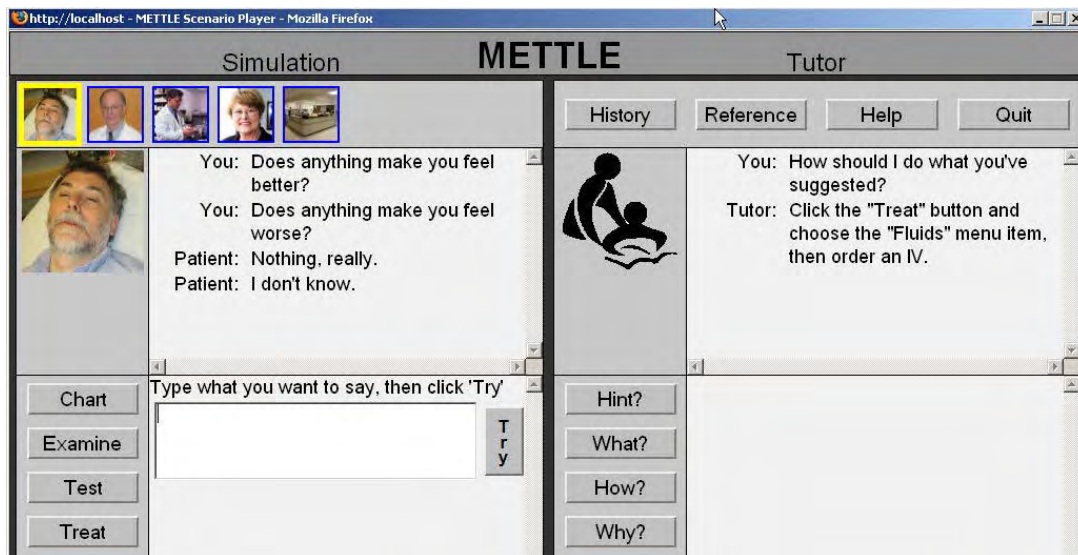 http://localhost - METTLE Scenario Player - Mozilla Firefox
Simulation METTLE Tutor
History Reference Help Quit
You: Does anything make you feel
better?
You: Does anything make you feel
worse?
Patient: Nothing, really.
Patient: I don't know.
You: How should I do what you've
suggested?
Tutor: Click the "Treat" button and
choose the "Fluids" menu item,
then order an IV.
Chart
Examine
Test
Treat
Type what you want to say, then click 'Try'
Try
Hint?
What?
How?
Why?